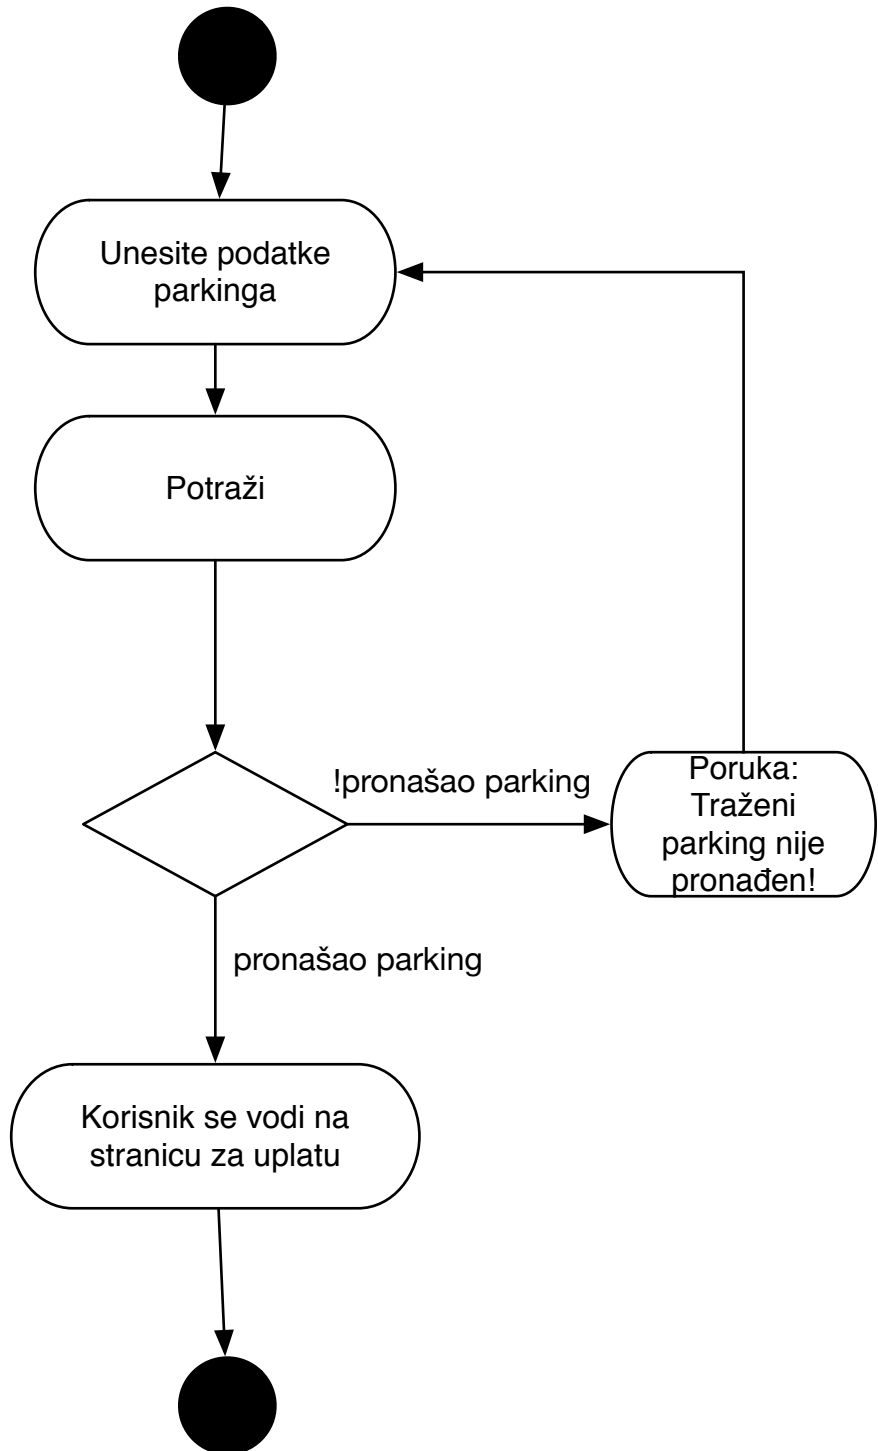 Unesite podatke
parkinga
Potraži
!pronašao parking
Poruka:
Traženi
parking nije
pronađen!
pronašao parking
Korisnik se vodi na
stranicu za uplatu